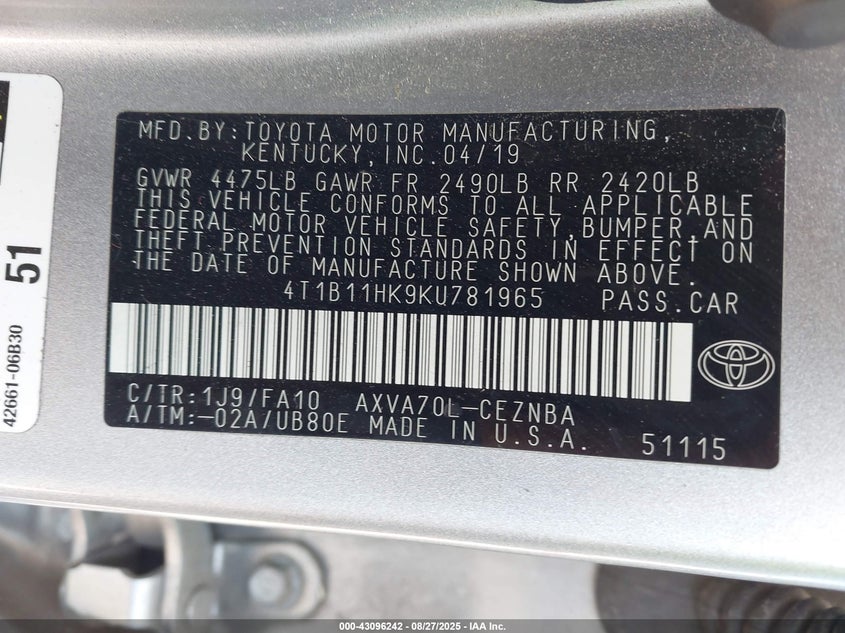 MFD.BY:TOYOTA MOTOR MANUFACTURING,
KENTUCKY,INC.04/19
GVWR 4475LB GAWR FR 2490LB RR 2420LB
THIS VEHICLE CONFORMS TO ALL APPLICABLE
FEDERAL MOTOR VEHICLE SAFETY,BUMPER,AND
THEFT PREVENTION STANDARDS IN EFFECT ON
THE DATE OF MANUFACTURE SHOWN ABOVE.
4T1B11HK9KU781965 PASS.CAR
C/TR:1J9/FA10 AXVA70L-CEZNBA
A/TM:-02A/UB80E MADE IN U.S.A. 51115
51
42661-06B30
000-43096242 - 08/27/2025 - IAA Inc.